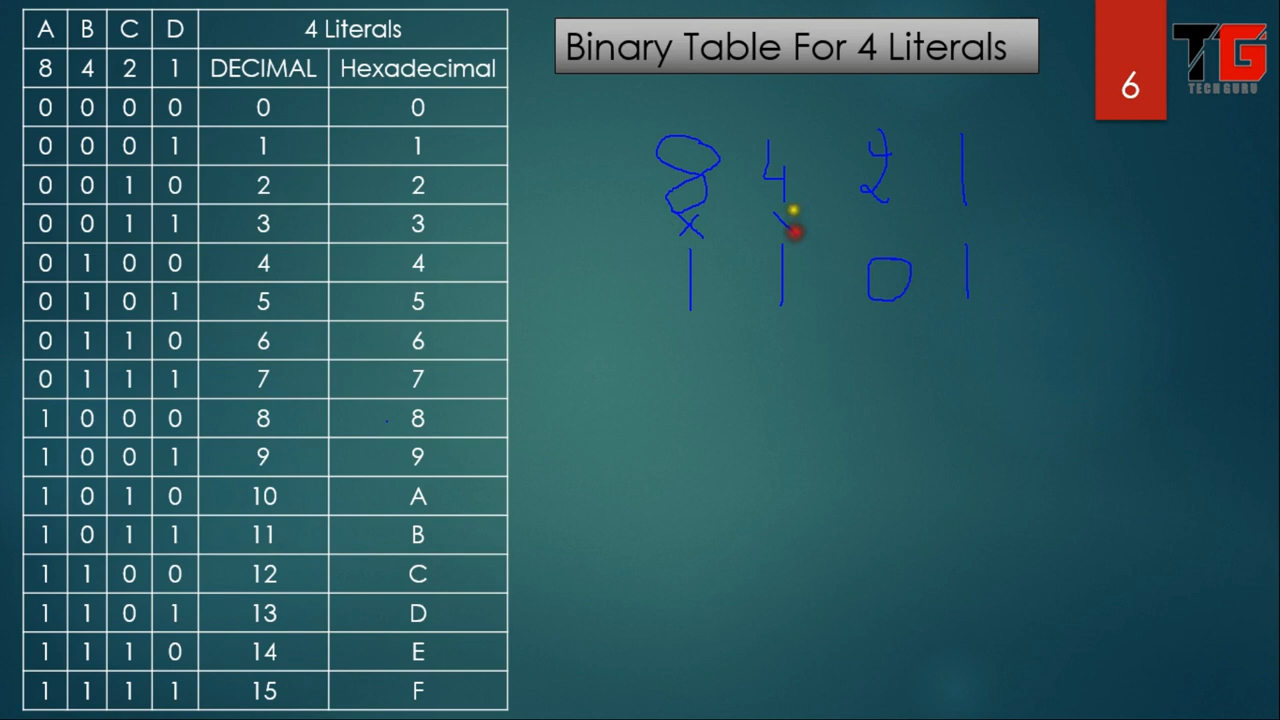 A B C D 4 Literals
8 4 2 1 DECIMAL Hexadecimal
0 0 0 0 0 0
0 0 0 1 1 1
0 0 1 0 2 2
0 0 1 1 3 3
0 1 0 0 4 4
0 1 0 1 5 5
0 1 1 0 6 6
0 1 1 1 7 7
1 0 0 0 8 8
1 0 0 1 9 9
1 0 1 0 10 A
1 0 1 1 11 B
1 1 0 0 12 C
1 1 0 1 13 D
1 1 1 0 14 E
1 1 1 1 15 F
Binary Table For 4 Literals
6
TG
TECH GURU
8 4 2 1
x
1 1 0 1